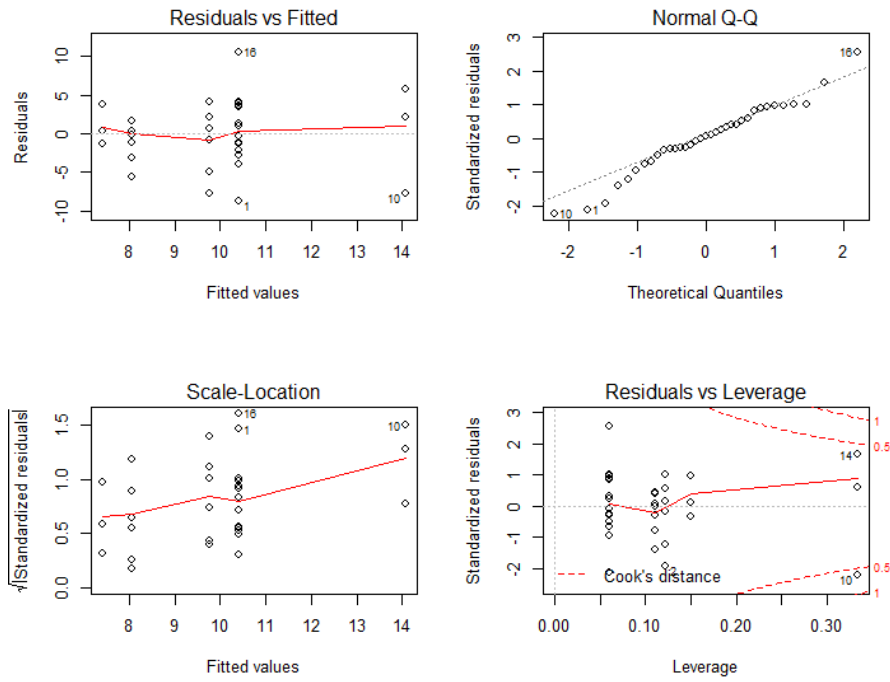 Residuals vs Fitted
Residuals
10
5
0
-5
-10
16
1
10
8 9 10 11 12 13 14
Fitted values
Normal Q-Q
Standardized residuals
3
2
1
0
-1
-2
16
10
1
-2 -1 0 1 2
Theoretical Quantiles
Scale-Location
√|Standardized residuals|
1.5
1.0
0.5
0.0
16
1
10
8 9 10 11 12 13 14
Fitted values
Residuals vs Leverage
Standardized residuals
3
2
1
0
-1
-2
1
0.5
14
2
10
0.5
1
Cook's distance
0.00 0.10 0.20 0.30
Leverage